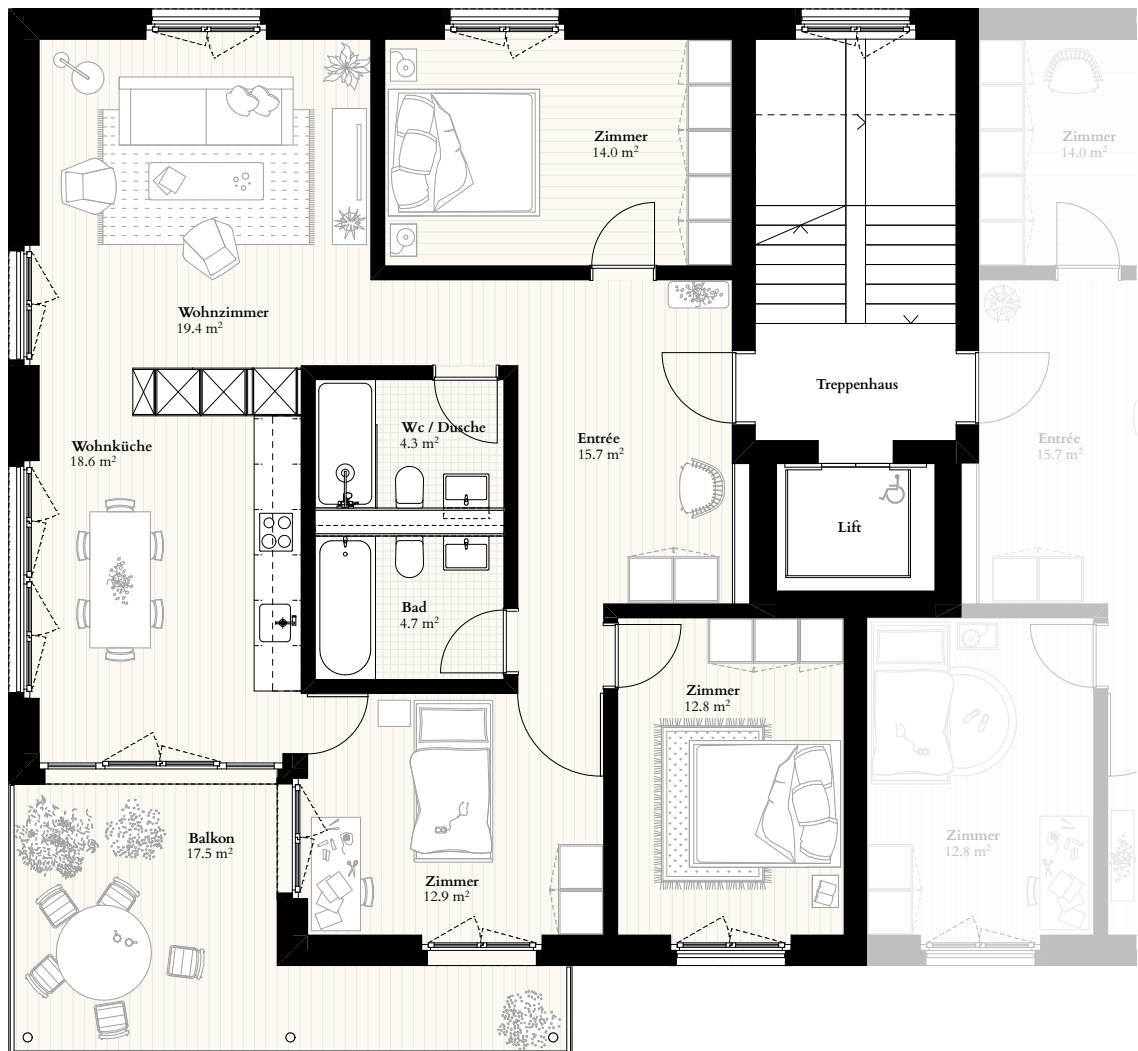 Zimmer
14.0 m²
Zimmer
14.0 m²
Wohnzimmer
19.4 m²
Treppenhaus
Wohnküche
18.6 m²
Wc / Dusche
4.3 m²
Entrée
15.7 m²
Entrée
15.7 m²
Lift
Bad
4.7 m²
Zimmer
12.8 m²
Balkon
17.5 m²
Zimmer
12.9 m²
Zimmer
12.8 m²